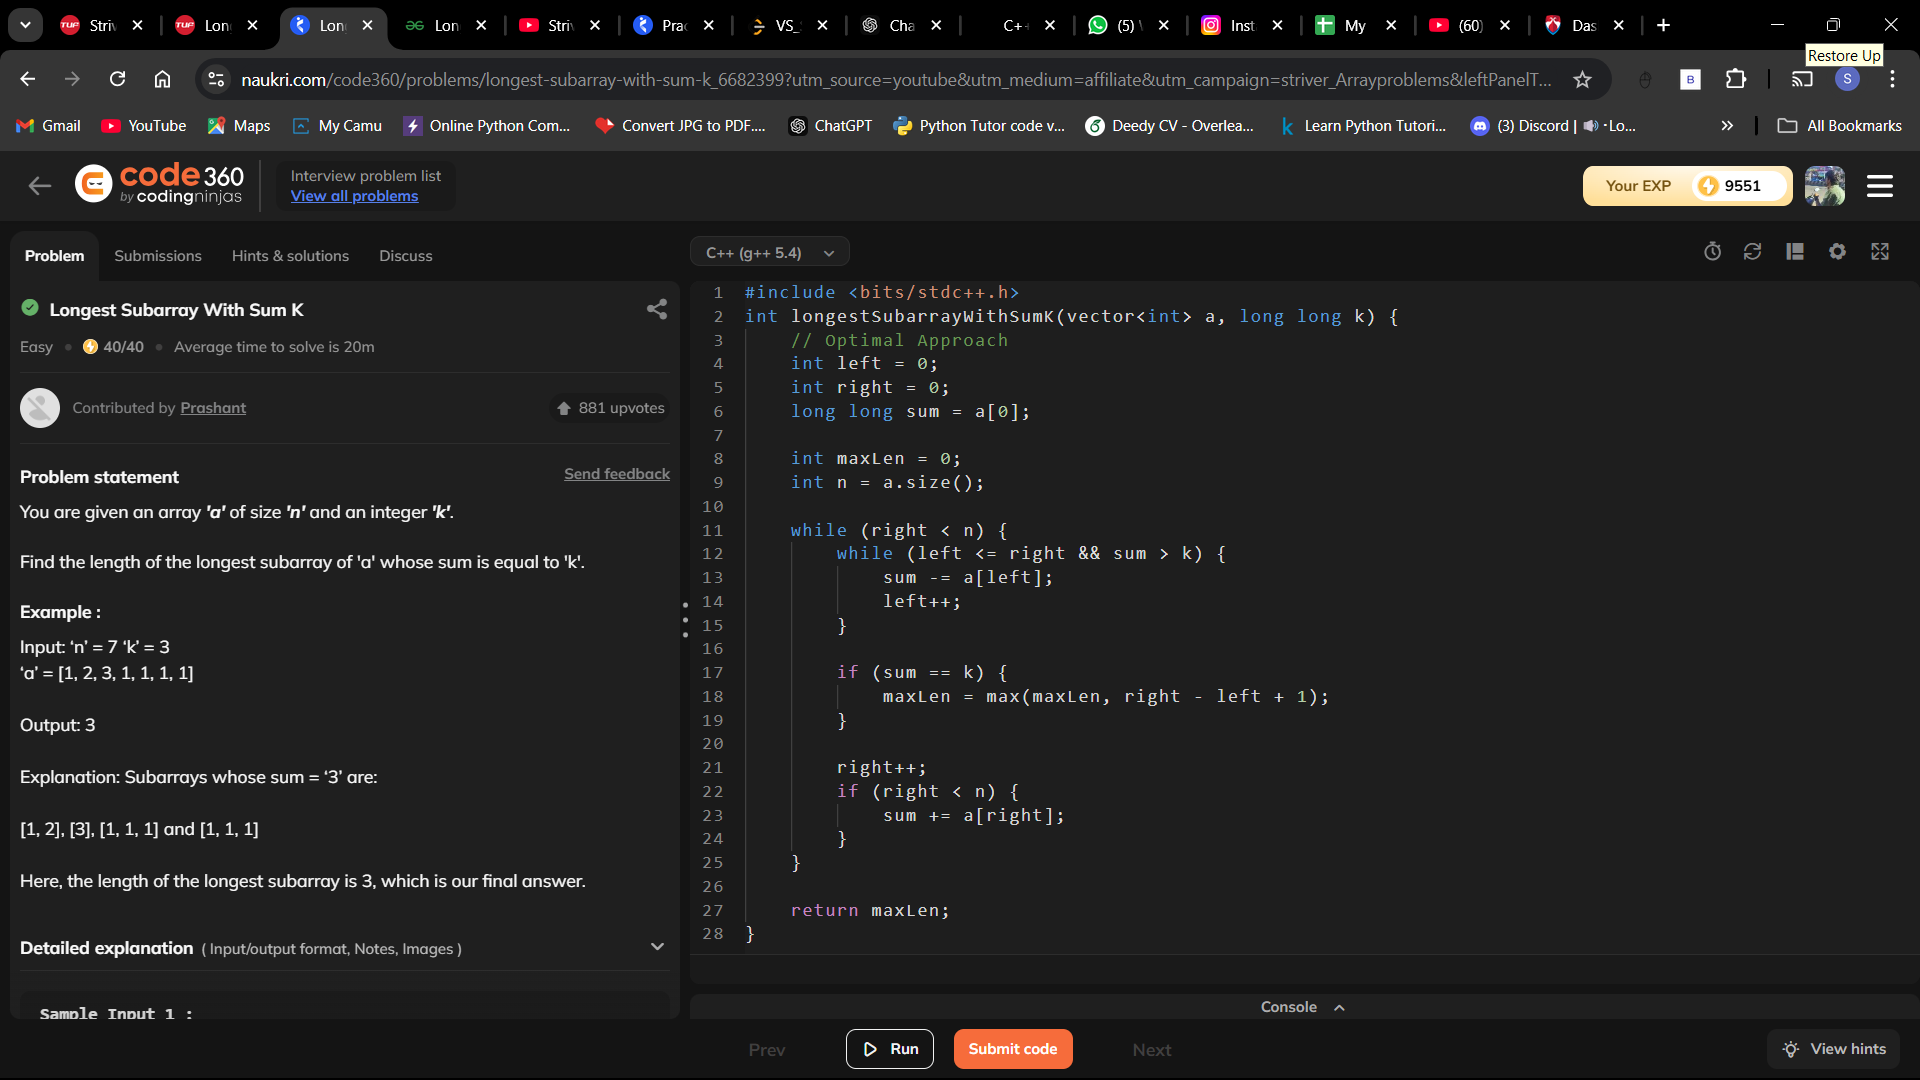 Striv
Lon
Lon
Lon
Striv
Prac
VS_
Cha
C++
(5)
Inst
My
(60)
Das
Restore Up
naukri.com/code360/problems/longest-subarray-with-sum-k_6682399?utm_source=youtube&utm_medium=affiliate&utm_campaign=striver_Arrayproblems&leftPanelT...
B
S
Gmail
YouTube
Maps
My Camu
Online Python Com...
Convert JPG to PDF....
ChatGPT
Python Tutor code v...
Deedy CV - Overlea...
Learn Python Tutori...
(3) Discord | 🔊 · Lo...
All Bookmarks
code 360
by codingninjas
Interview problem list
View all problems
Your EXP 9551
Problem Submissions Hints & solutions Discuss
C++ (g++ 5.4)
Longest Subarray With Sum K
Easy • 40/40 • Average time to solve is 20m
Contributed by Prashant
881 upvotes
Problem statement
Send feedback
You are given an array 'a' of size 'n' and an integer 'k'.
Find the length of the longest subarray of 'a' whose sum is equal to 'k'.
Example :
Input: ‘n’ = 7 ‘k’ = 3
‘a’ = [1, 2, 3, 1, 1, 1, 1]
Output: 3
Explanation: Subarrays whose sum = ‘3’ are:
[1, 2], [3], [1, 1, 1] and [1, 1, 1]
Here, the length of the longest subarray is 3, which is our final answer.
Detailed explanation ( Input/output format, Notes, Images )
Sample Input 1 :
1 #include <bits/stdc++.h>
2 int longestSubarrayWithSumK(vector<int> a, long long k) {
3 // Optimal Approach
4 int left = 0;
5 int right = 0;
6 long long sum = a[0];
7
8 int maxLen = 0;
9 int n = a.size();
10
11 while (right < n) {
12 while (left <= right && sum > k) {
13 sum -= a[left];
14 left++;
15 }
16
17 if (sum == k) {
18 maxLen = max(maxLen, right - left + 1);
19 }
20
21 right++;
22 if (right < n) {
23 sum += a[right];
24 }
25 }
26
27 return maxLen;
28 }
Console
Prev
Run
Submit code
Next
View hints